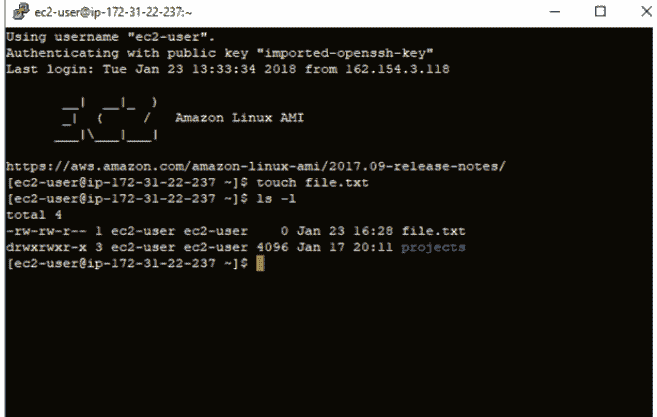 ec2-user@ip-172-31-22-237:~
Using username "ec2-user".
Authenticating with public key "imported-openssh-key"
Last login: Tue Jan 23 13:33:34 2018 from 162.154.3.118
       __|  __|_  )
       _|  (     /   Amazon Linux AMI
      ___|\___|___|
https://aws.amazon.com/amazon-linux-ami/2017.09-release-notes/
[ec2-user@ip-172-31-22-237 ~]$ touch file.txt
[ec2-user@ip-172-31-22-237 ~]$ ls -l
total 4
-rw-rw-r-- 1 ec2-user ec2-user    0 Jan 23 16:28 file.txt
drwxrwxr-x 3 ec2-user ec2-user 4096 Jan 17 20:11 projects
[ec2-user@ip-172-31-22-237 ~]$